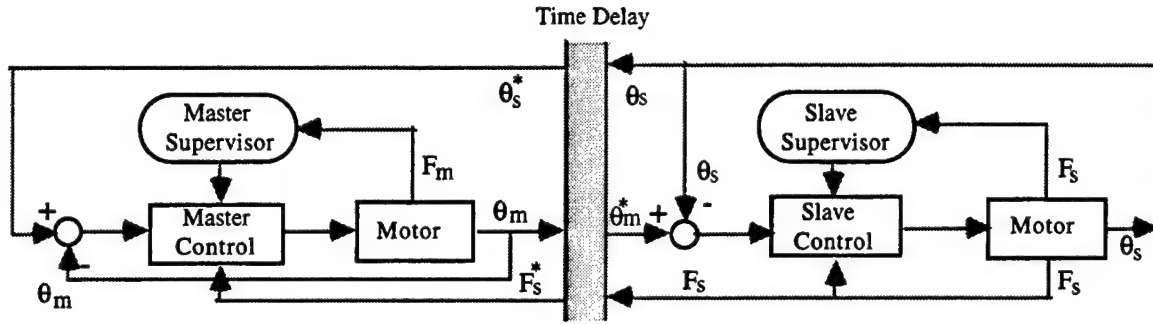 Time Delay
θs*
θs
Master
Supervisor
Slave
Supervisor
Fm
θs
Fs
+
Master
Control
Motor
θm
θm*
+
-
Slave
Control
Motor
-
θm
Fs*
Fs
Fs
θs